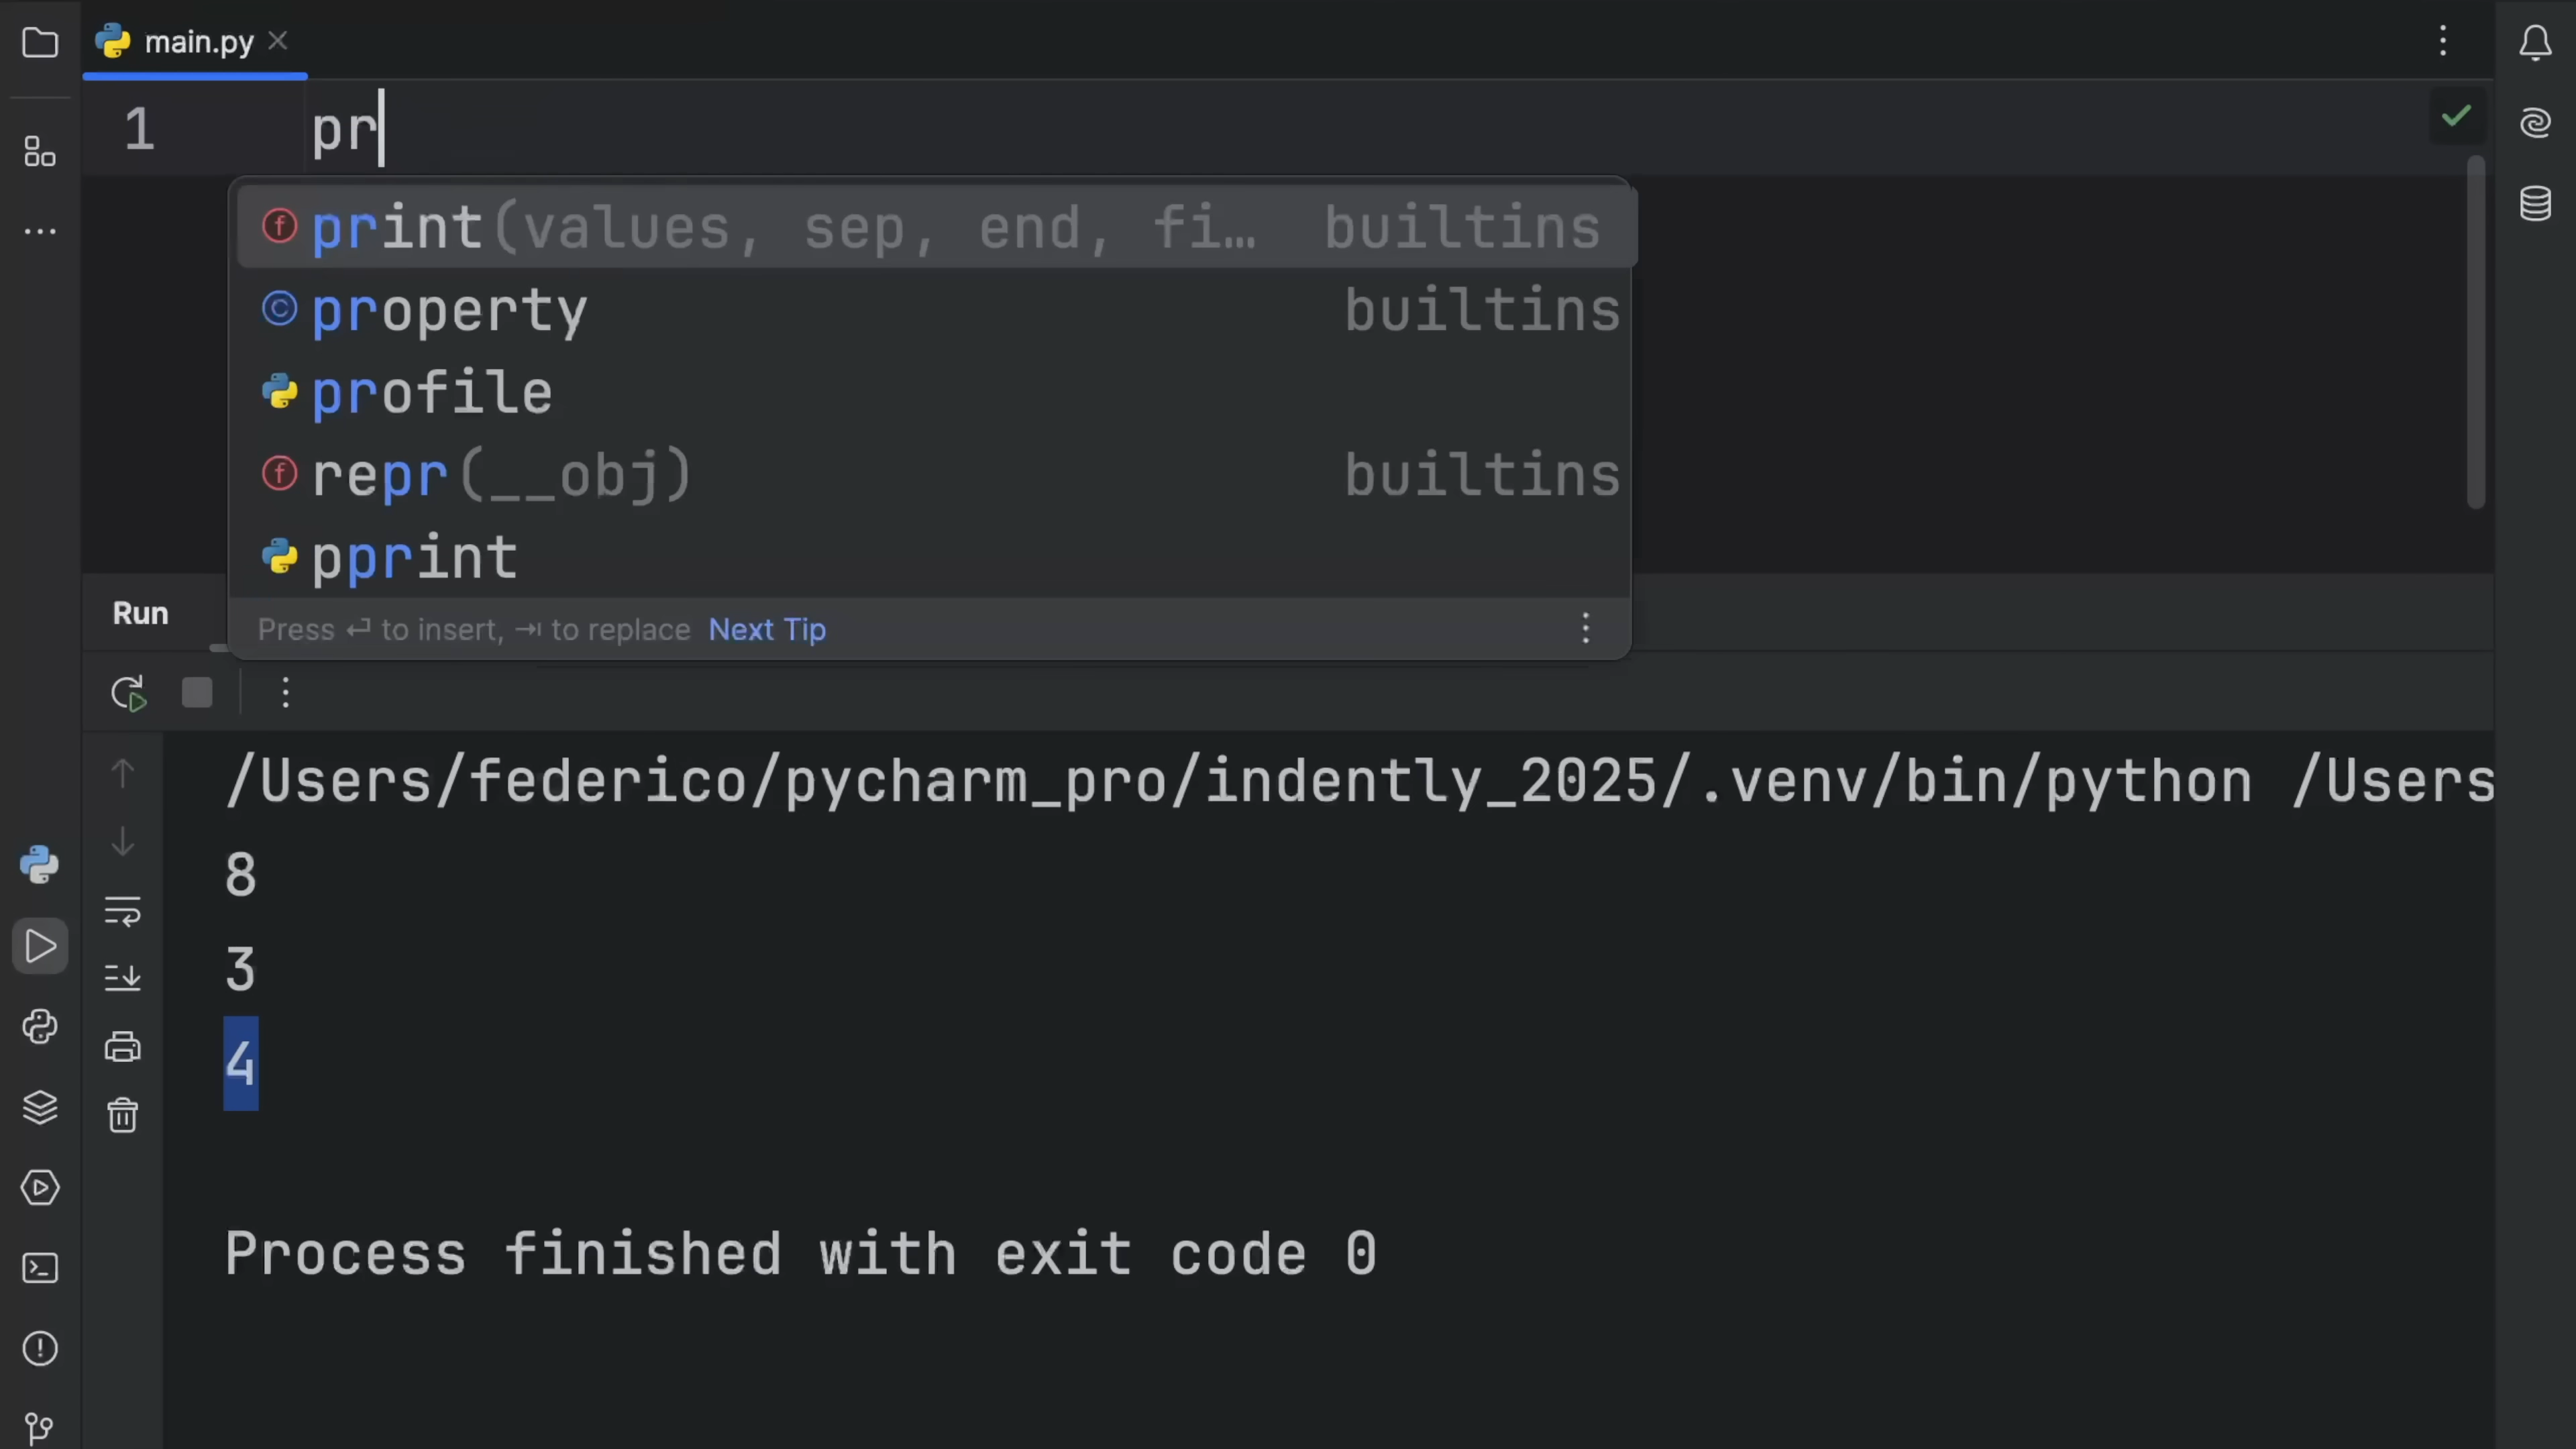 main.py
1 pr
print(values, sep, end, fi… builtins
property builtins
profile
repr(__obj) builtins
pprint
Press ⏎ to insert, ⇥ to replace Next Tip
Run
/Users/federico/pycharm_pro/indently_2025/.venv/bin/python /Users
8
3
4
Process finished with exit code 0